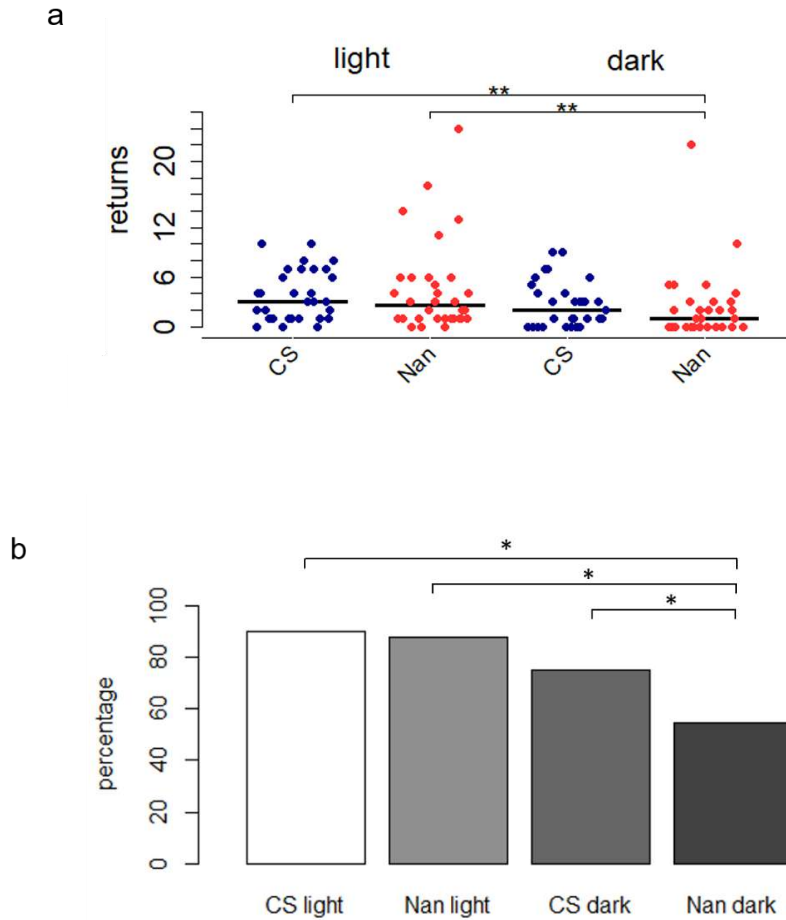 a
light dark
**
**
returns
20
12
6
0
CS Nan CS Nan
b
*
*
*
percentage
100
80
60
40
20
0
CS light Nan light CS dark Nan dark